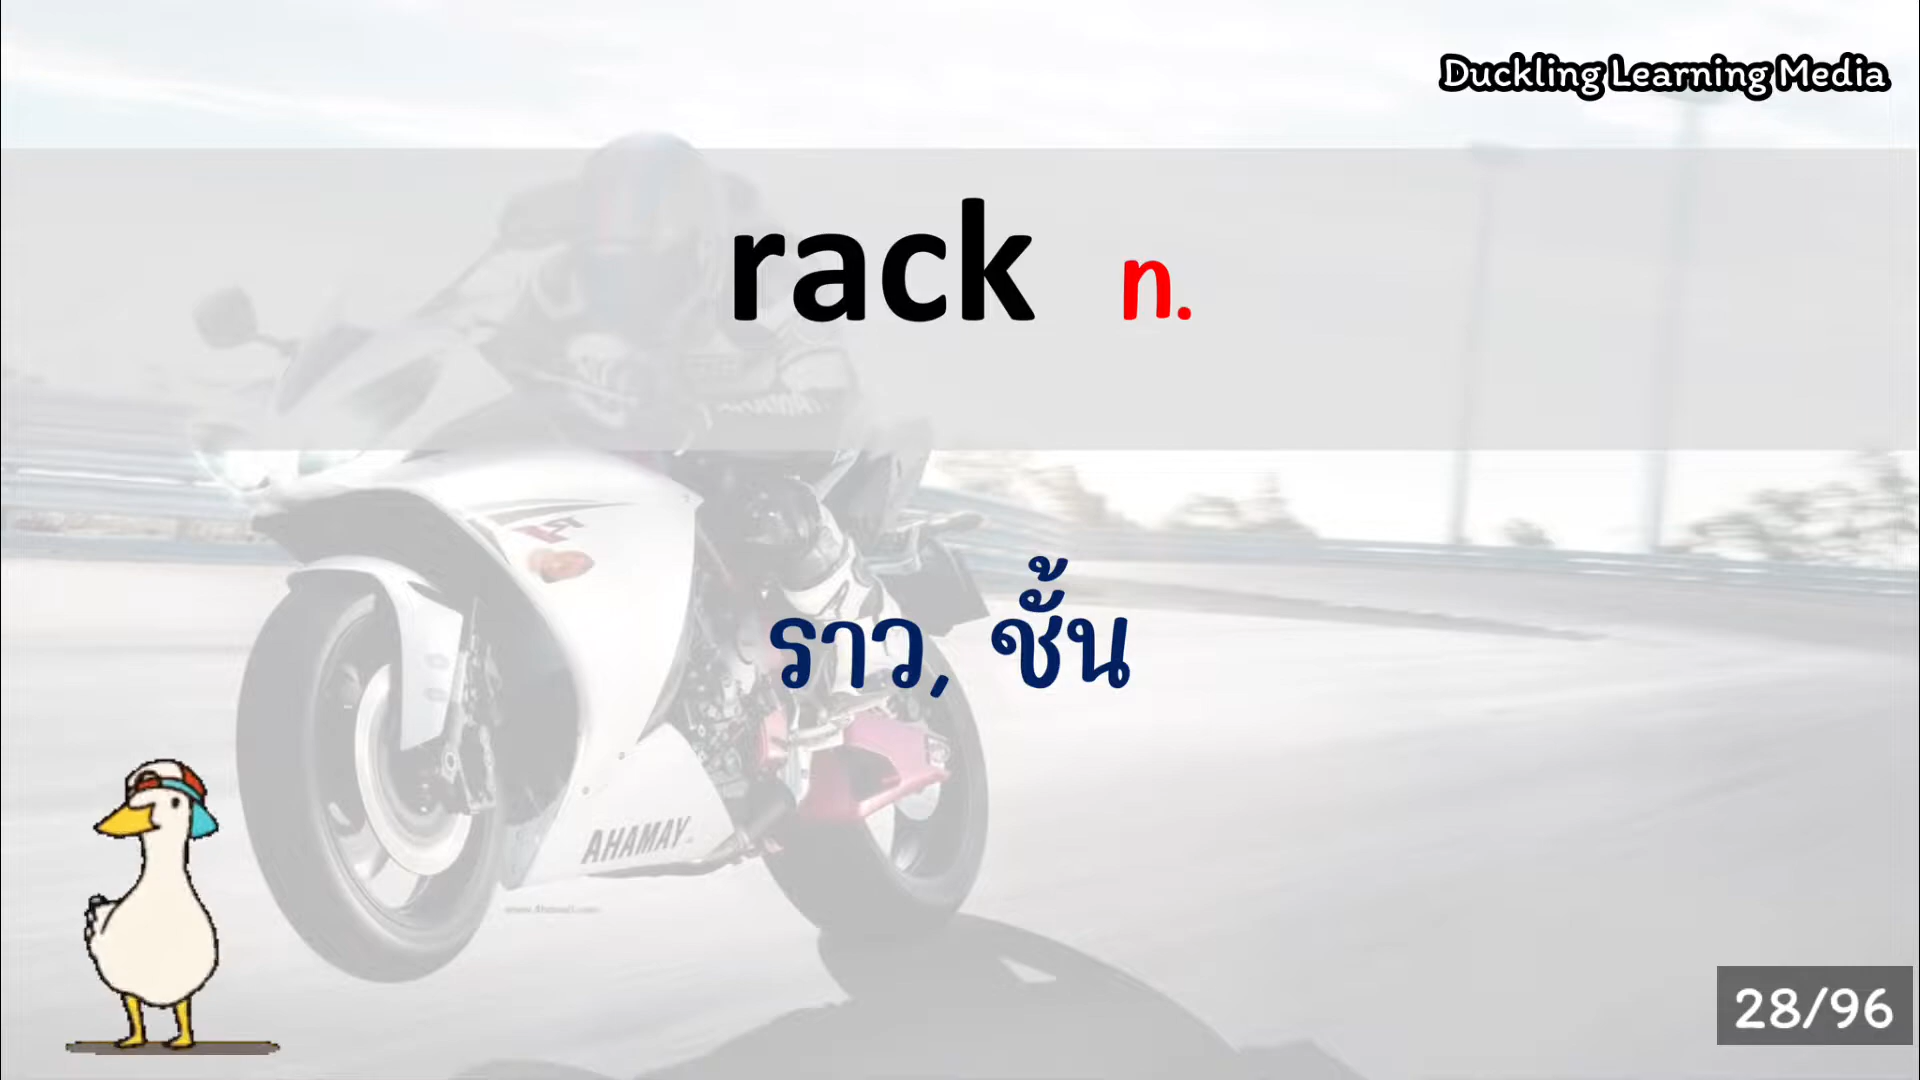 Duckling Learning Media
rack n.
ราว, ชั้น
AHAMAY
28/96